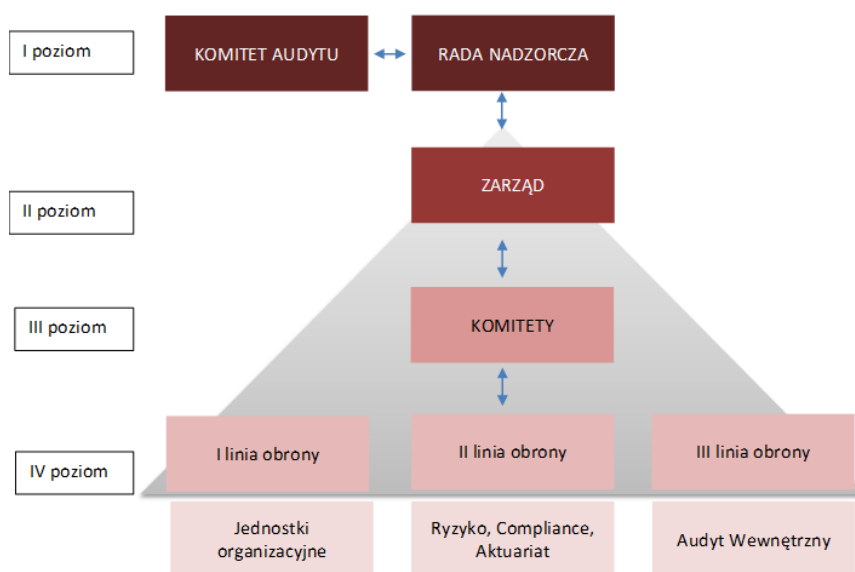 I poziom
KOMITET AUDYTU
RADA NADZORCZA
II poziom
ZARZĄD
III poziom
KOMITETY
IV poziom
I linia obrony
II linia obrony
III linia obrony
Jednostki
organizacyjne
Ryzyko, Compliance,
Aktuariat
Audyt Wewnętrzny